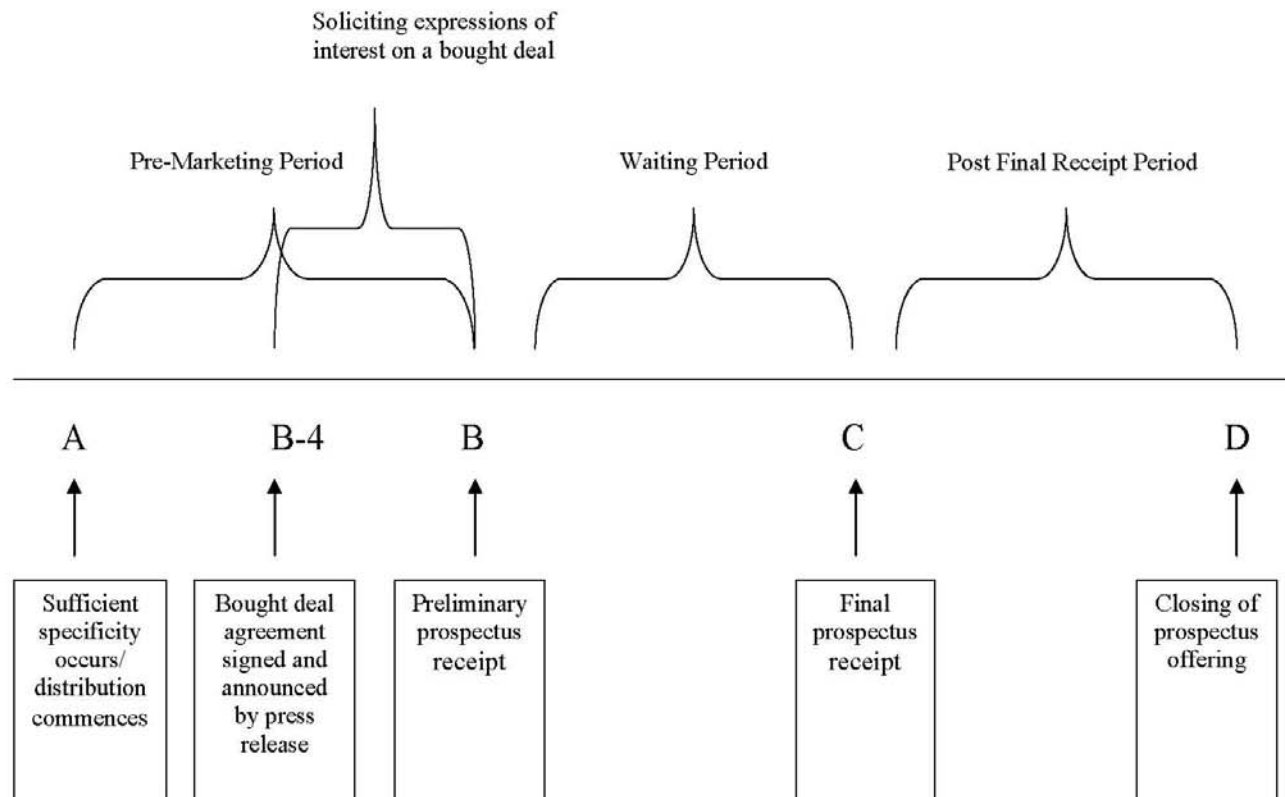 Soliciting expressions of
interest on a bought deal
Pre-Marketing Period
Waiting Period
Post Final Receipt Period
A
B-4
B
C
D
Sufficient
specificity
occurs/
distribution
commences
Bought deal
agreement
signed and
announced
by press
release
Preliminary
prospectus
receipt
Final
prospectus
receipt
Closing of
prospectus
offering